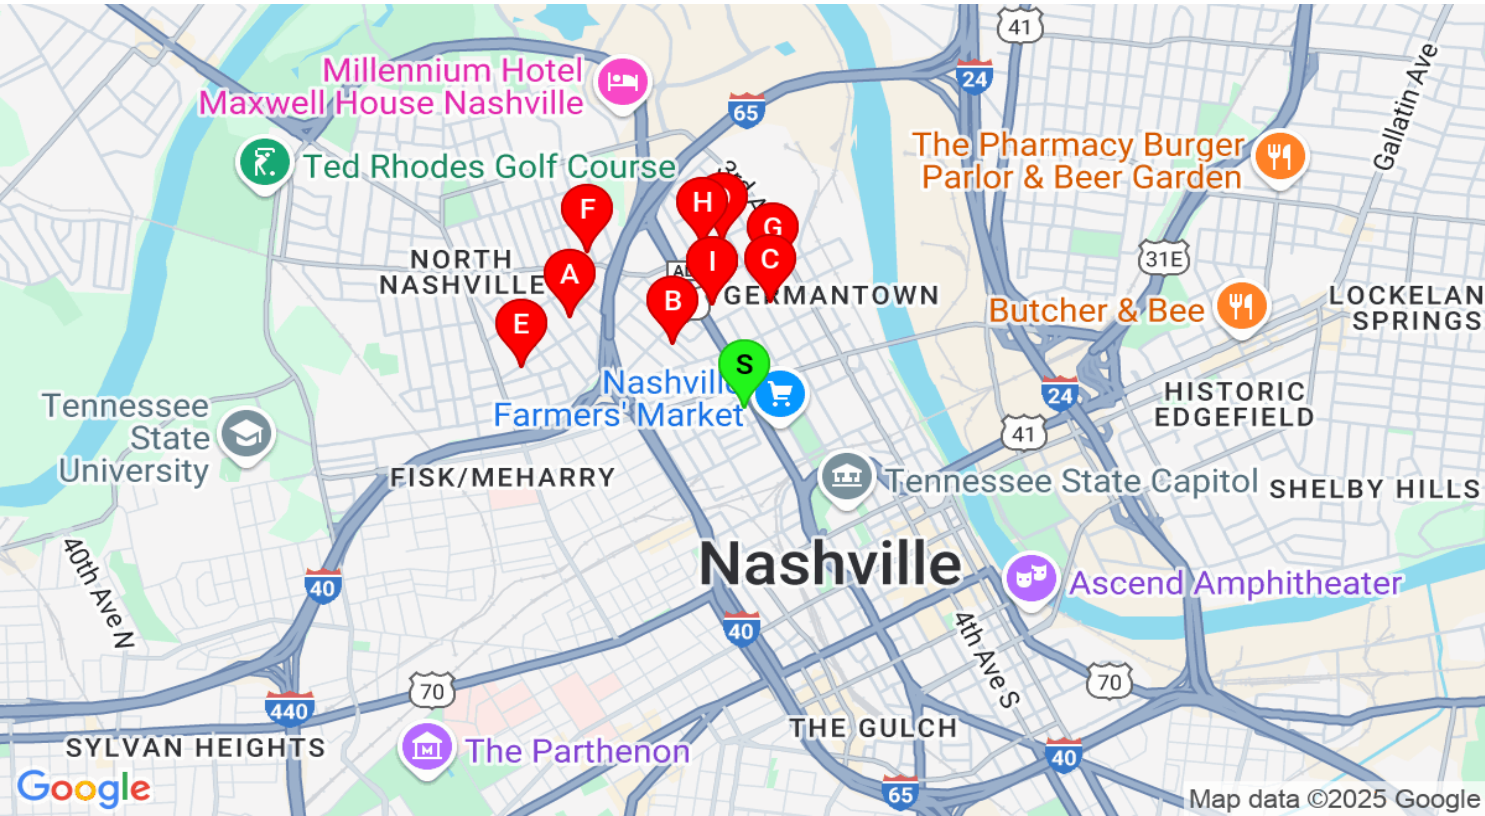 41
24
Millennium Hotel
Maxwell House Nashville
65
Gallatin Ave
The Pharmacy Burger
Parlor & Beer Garden
Ted Rhodes Golf Course
3rd A
F
H
G
NORTH
NASHVILLE
A
I
C
31E
B
GERMANTOWN
Butcher & Bee
LOCKELAN
SPRINGS
E
S
Nashville
Farmers' Market
24
HISTORIC
EDGEFIELD
Tennessee
State
University
41
FISK/MEHARRY
Tennessee State Capitol
SHELBY HILLS
40th Ave N
Nashville
40
Ascend Amphitheater
40
4th Ave S
70
70
440
THE GULCH
SYLVAN HEIGHTS
The Parthenon
40
Google
65
Map data ©2025 Google